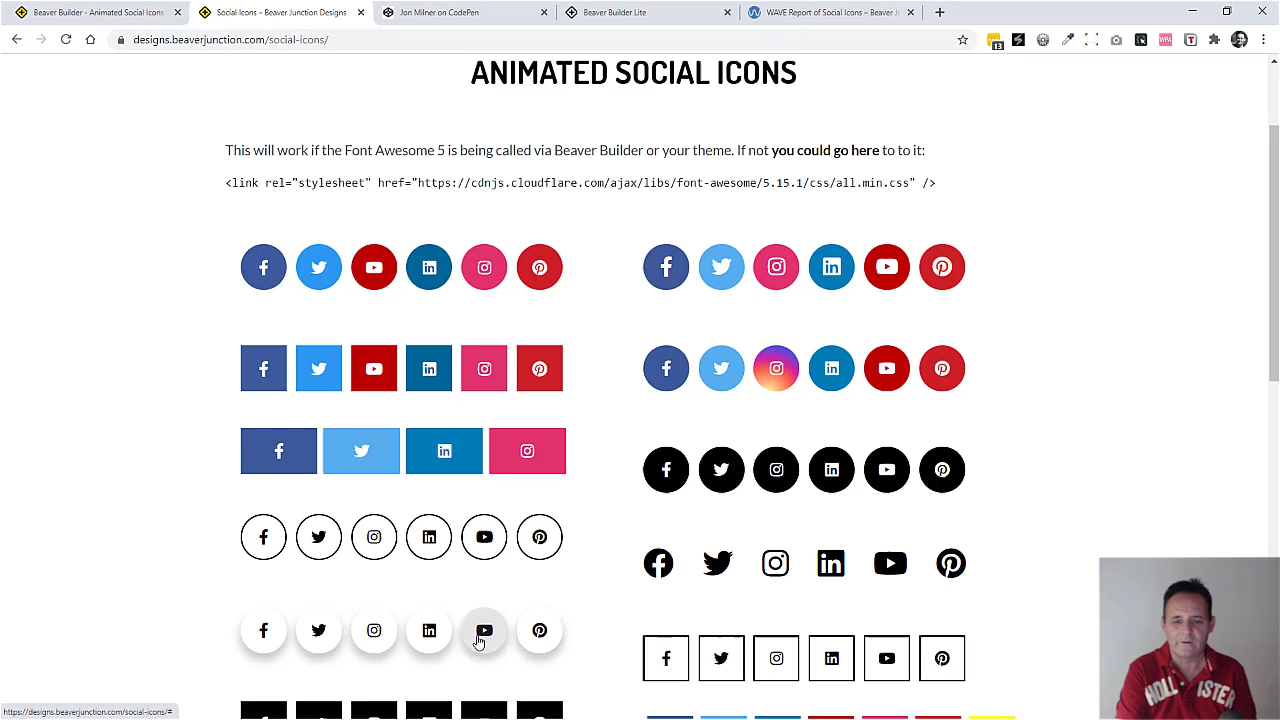 Beaver Builder - Animated Social Icons
Social Icons – Beaver Junction Designs
Jon Milner on CodePen
Beaver Builder Lite
WAVE Report of Social Icons – Beaver J
designs.beaverjunction.com/social-icons/
13
WPA
T
ANIMATED SOCIAL ICONS
This will work if the Font Awesome 5 is being called via Beaver Builder or your theme. If not you could go here to to it:
<link rel="stylesheet" href="https://cdnjs.cloudflare.com/ajax/libs/font-awesome/5.15.1/css/all.min.css" />
HOLLISTER
https://designs.beaverjunction.com/social-icons/#